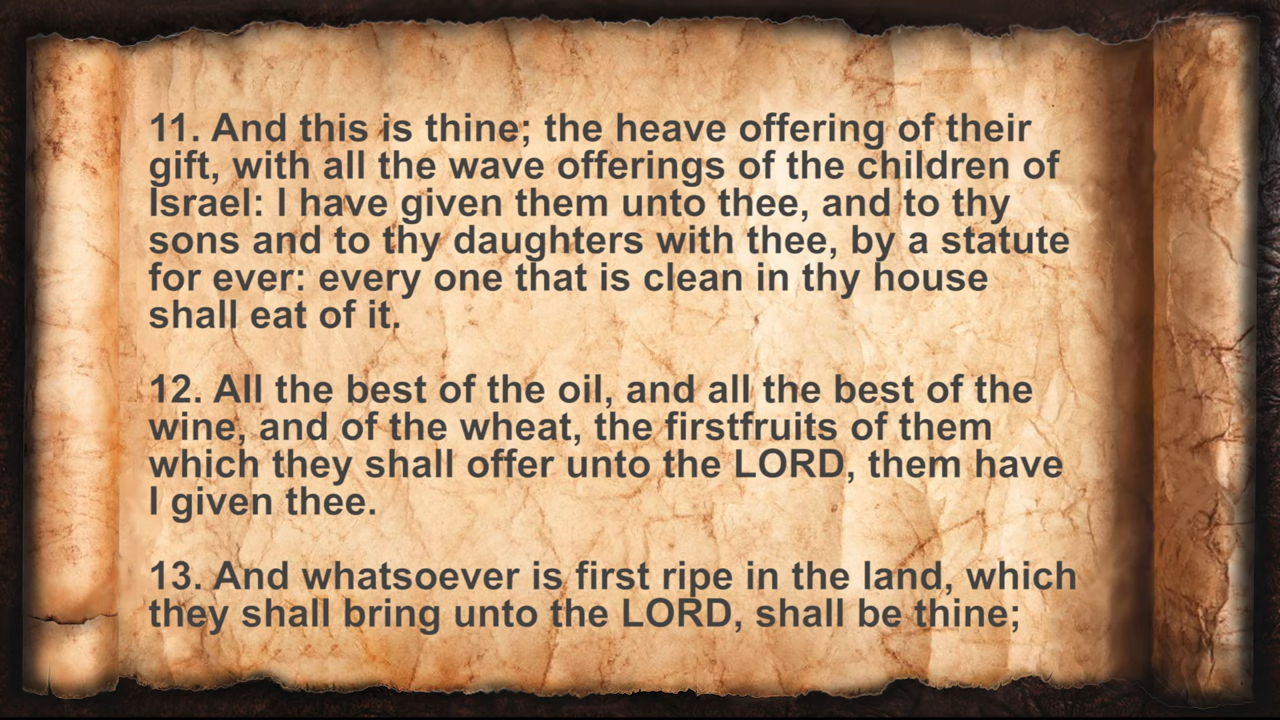 11. And this is thine; the heave offering of their
gift, with all the wave offerings of the children of
Israel: I have given them unto thee, and to thy
sons and to thy daughters with thee, by a statute
for ever: every one that is clean in thy house
shall eat of it.
12. All the best of the oil, and all the best of the
wine, and of the wheat, the firstfruits of them
which they shall offer unto the LORD, them have
I given thee.
13. And whatsoever is first ripe in the land, which
they shall bring unto the LORD, shall be thine;